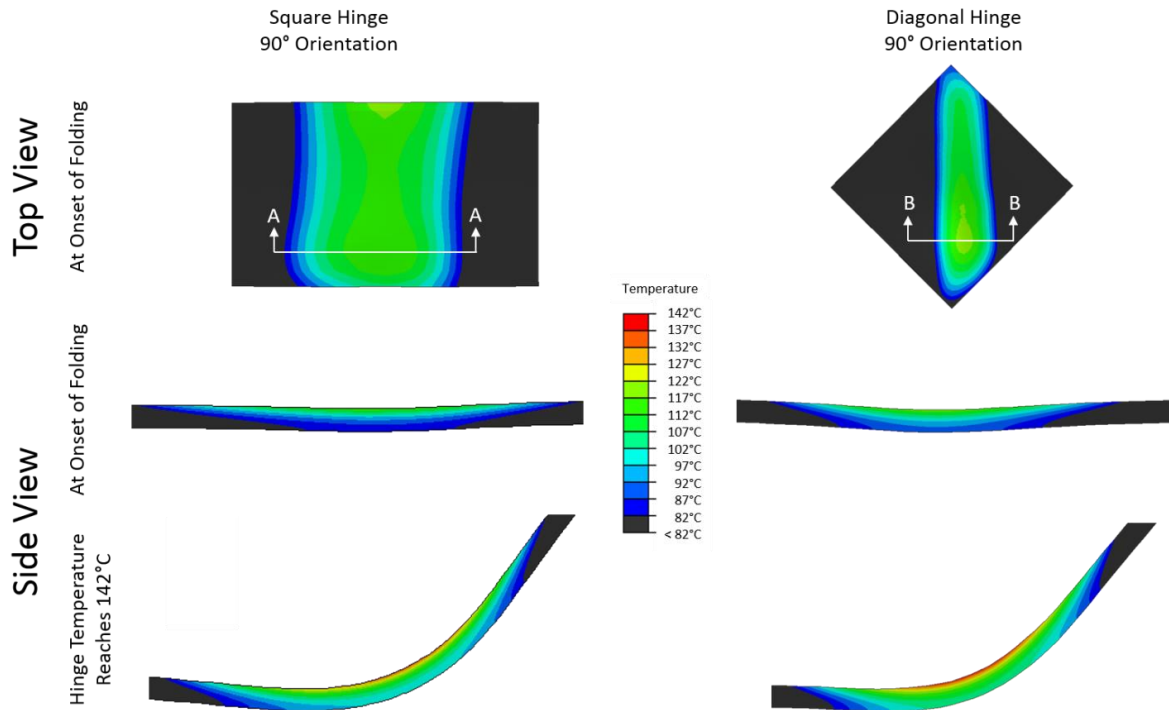 Square Hinge
90° Orientation
Diagonal Hinge
90° Orientation
Top View
At Onset of Folding
A
A
B
B
Temperature
142°C
137°C
132°C
127°C
122°C
117°C
112°C
107°C
102°C
97°C
92°C
87°C
82°C
< 82°C
Side View
At Onset of Folding
Hinge Temperature
Reaches 142°C